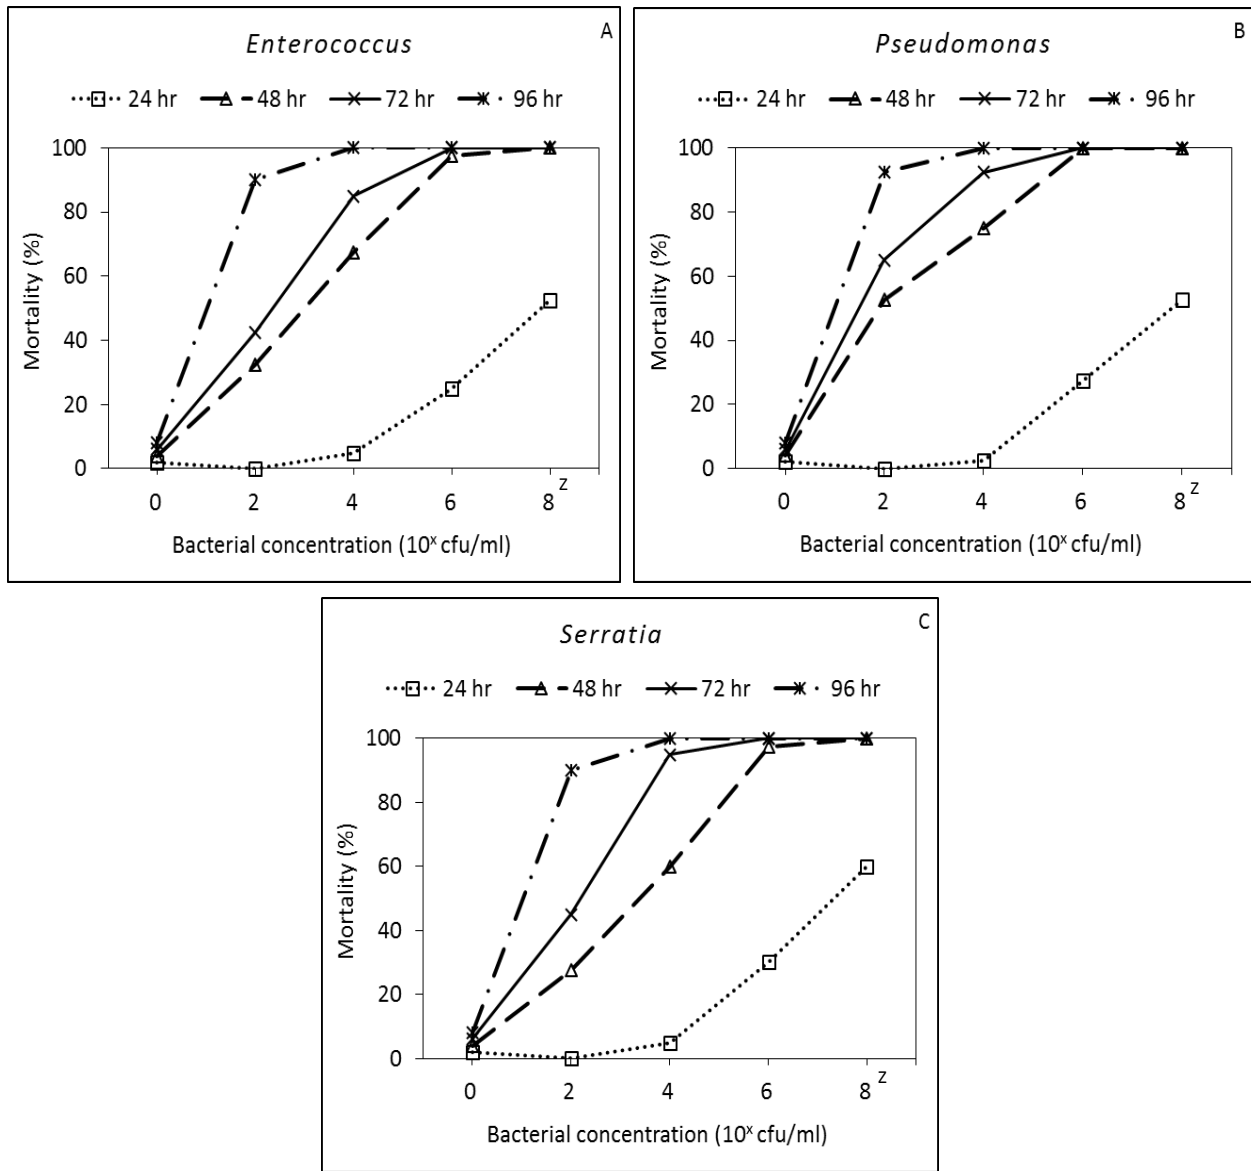 A
Enterococcus
24 hr 48 hr 72 hr 96 hr
100
80
60
40
20
0
Mortality (%)
0 2 4 6 8 z
Bacterial concentration (10ˣ cfu/ml)
B
Pseudomonas
24 hr 48 hr 72 hr 96 hr
100
80
60
40
20
0
Mortality (%)
0 2 4 6 8 z
Bacterial concentration (10ˣ cfu/ml)
C
Serratia
24 hr 48 hr 72 hr 96 hr
100
80
60
40
20
0
Mortality (%)
0 2 4 6 8 z
Bacterial concentration (10ˣ cfu/ml)